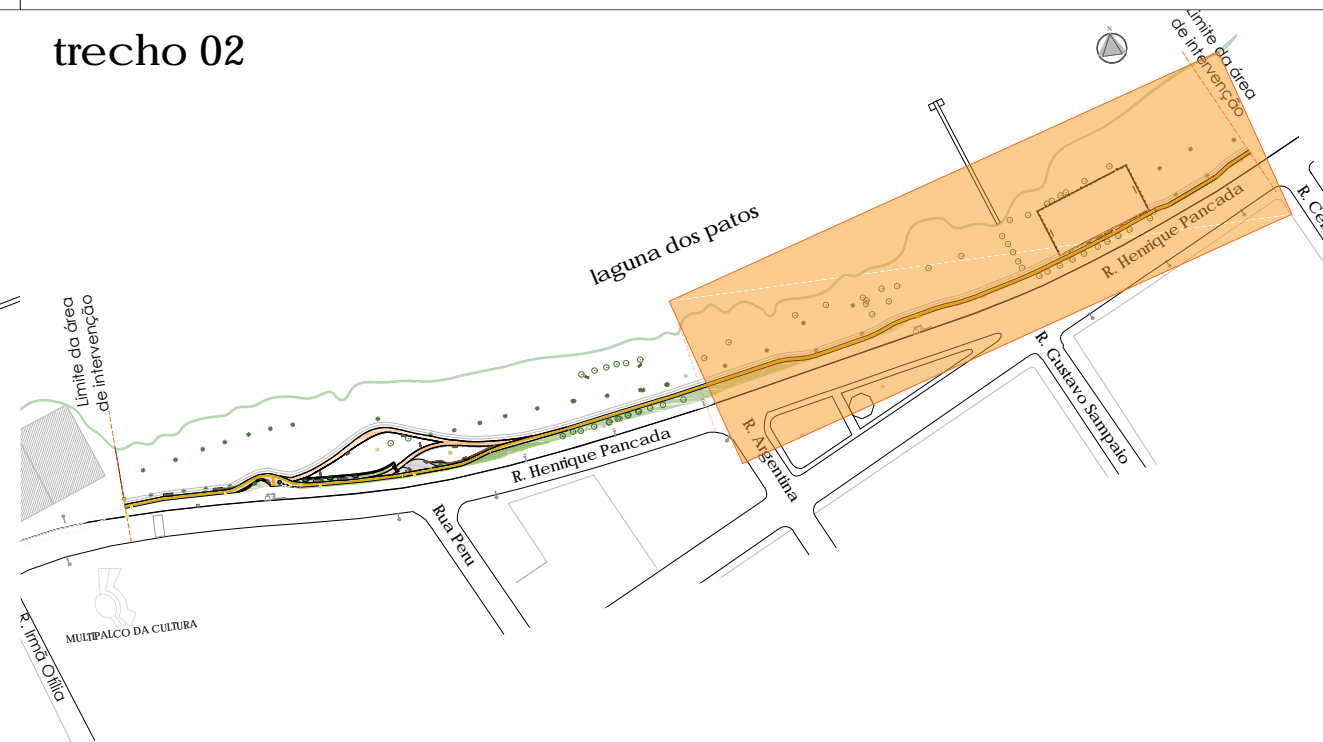 trecho 02
N
Limite da área
de intervenção
laguna dos patos
Limite da área
de intervenção
R. Henrique Pancada
R. Gustavo Sampaio
R. Argentina
R. Henrique Pancada
Rua Peru
MULTIPALCO DA CULTURA
R. Irmã Otília